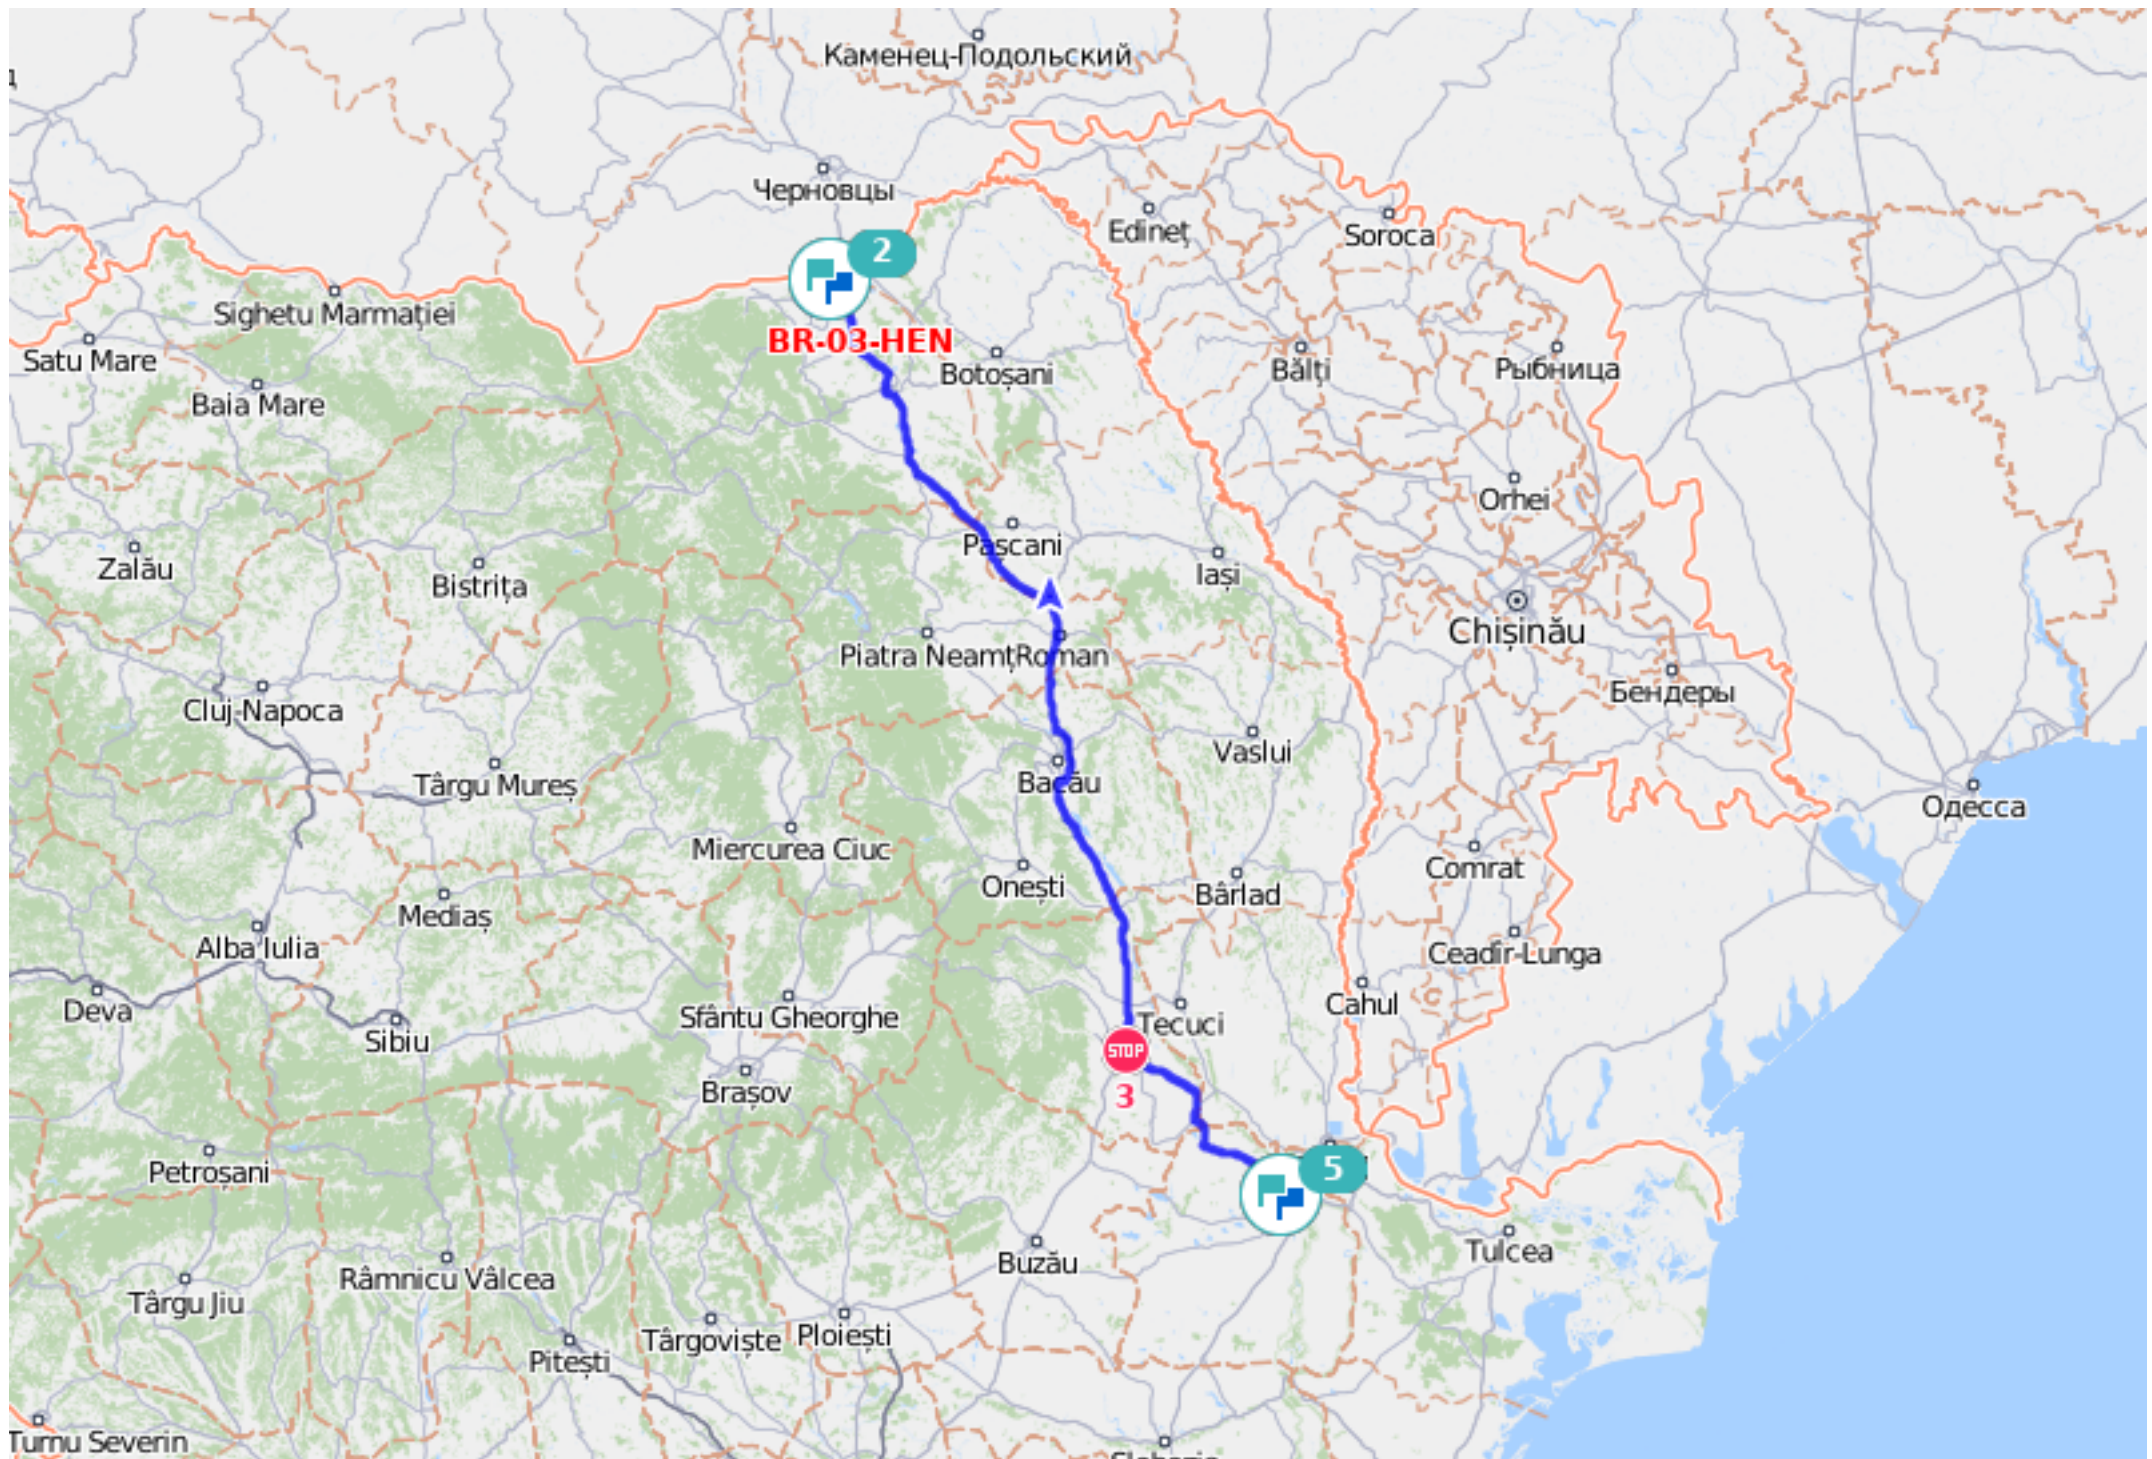 Каменец-Подольский
Черновцы
2
Edineţ
Soroca
Sighetu Marmaţiei
BR-03-HEN
Satu Mare
Botoșani
Bălţi
Рыбница
Baia Mare
Orhei
Pașcani
Zalău
Bistrița
Iași
Chișinău
Piatra Neamț
Roman
Бендеры
Cluj-Napoca
Vaslui
Târgu Mureș
Bacău
Одесса
Miercurea Ciuc
Comrat
Onești
Bârlad
Mediaș
Alba Iulia
Ceadîr-Lunga
Deva
Cahul
Sfântu Gheorghe
Tecuci
Sibiu
STOP
Brașov
3
Petroșani
5
Tulcea
Buzău
Râmnicu Vâlcea
Târgu Jiu
Târgoviște
Ploiești
Pitești
Turnu Severin